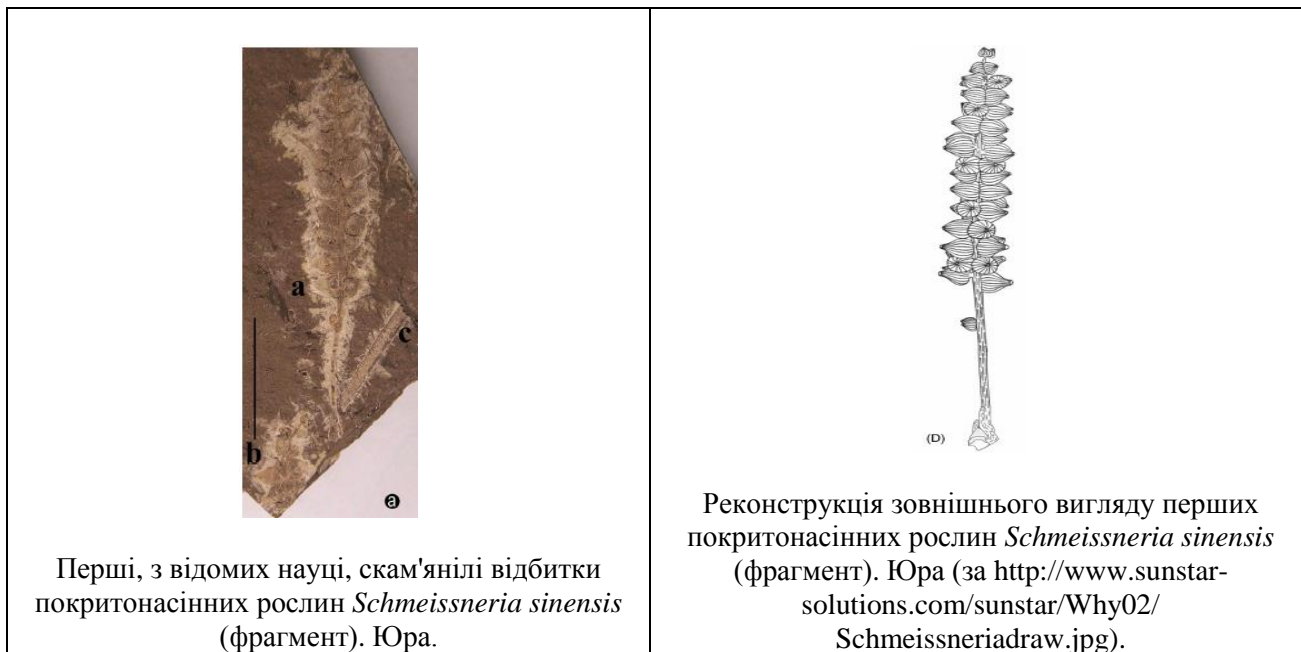 a
c
b
a
Перші, з відомих науці, скам'янілі відбитки
покритонасінних рослин Schmeissneria sinensis
(фрагмент). Юра.
(D)
Реконструкція зовнішнього вигляду перших
покритонасінних рослин Schmeissneria sinensis
(фрагмент). Юра (за http://www.sunstar-
solutions.com/sunstar/Why02/
Schmeissneriadraw.jpg).